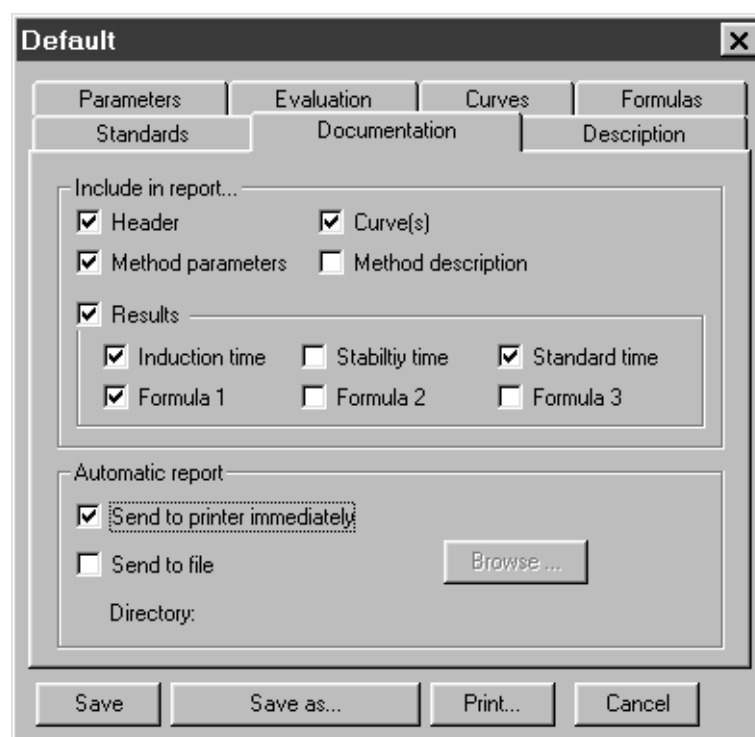 Default
Parameters Evaluation Curves Formulas
Standards Documentation Description
Include in report...
Header Curve(s)
Method parameters Method description
Results
Induction time Stabiltiy time Standard time
Formula 1 Formula 2 Formula 3
Automatic report
Send to printer immediately
Send to file Browse ...
Directory:
Save Save as... Print... Cancel